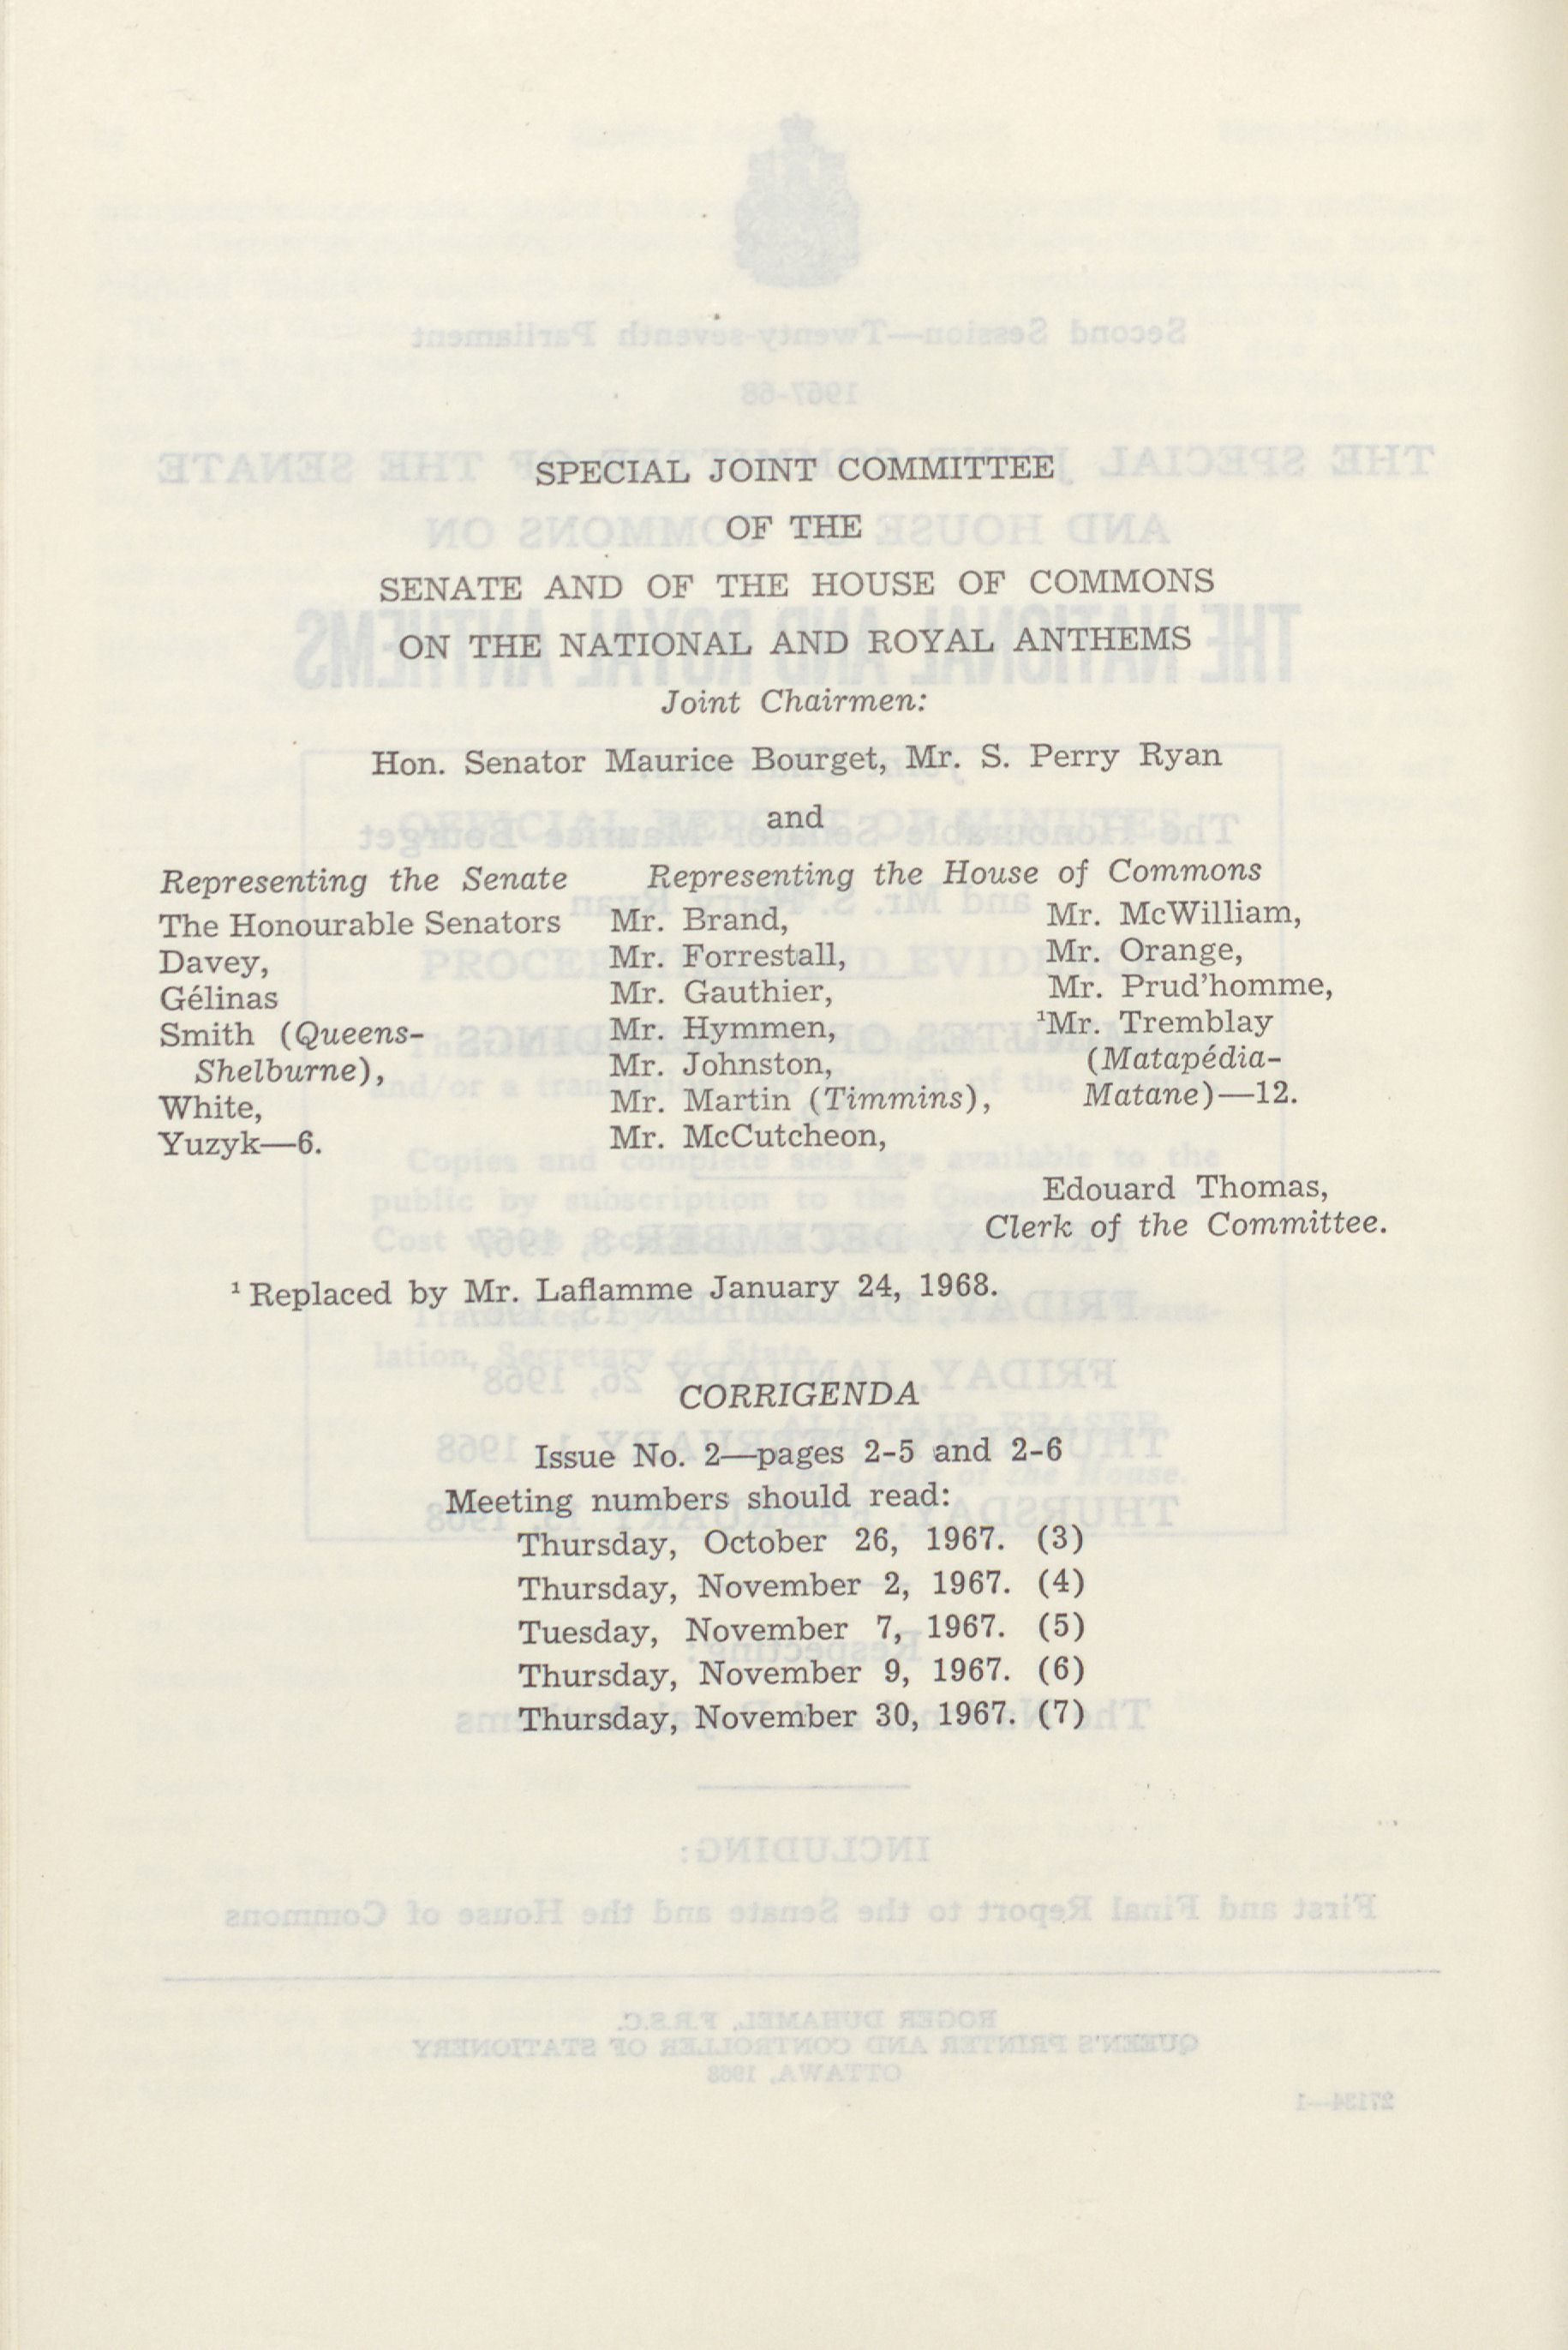 SPECIAL JOINT COMMITTEE
OF THE
SENATE AND OF THE HOUSE OF COMMONS
ON THE NATIONAL AND ROYAL ANTHEMS
Joint Chairmen:
Hon. Senator Maurice Bourget, Mr. S. Perry Ryan
and
Representing the Senate
The Honourable Senators
Davey,
Gélinas
Smith (Queens-
Shelburne),
White,
Yuzyk—6.
Representing the House of Commons
Mr. Brand,
Mr. Forrestall,
Mr. Gauthier,
Mr. Hymmen,
Mr. Johnston,
Mr. Martin (Timmins),
Mr. McCutcheon,
Mr. McWilliam,
Mr. Orange,
Mr. Prud'homme,
¹Mr. Tremblay
(Matapédia-
Matane)—12.
Edouard Thomas,
Clerk of the Committee.
¹ Replaced by Mr. Laflamme January 24, 1968.
CORRIGENDA
Issue No. 2—pages 2-5 and 2-6
Meeting numbers should read:
Thursday, October 26, 1967. (3)
Thursday, November 2, 1967. (4)
Tuesday, November 7, 1967. (5)
Thursday, November 9, 1967. (6)
Thursday, November 30, 1967. (7)